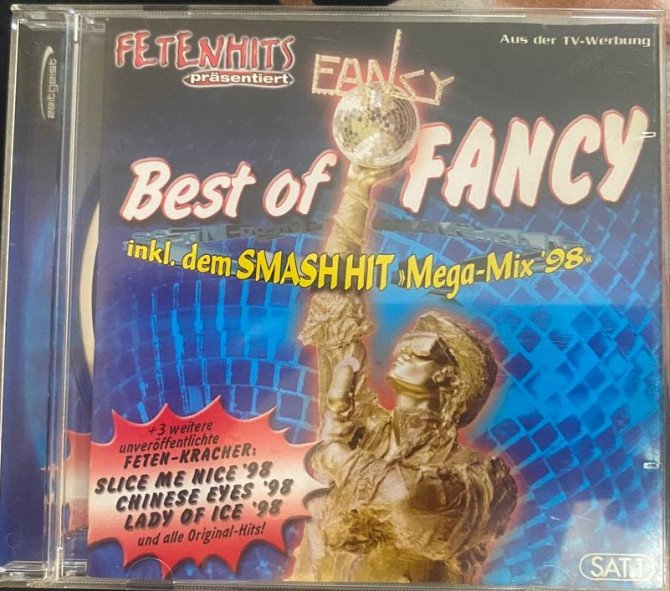 FETENHITS
präsentiert
Aus der TV-Werbung
zeitgeist
FANCY
Best of FANCY
inkl. dem SMASH HIT »Mega-Mix '98«
+3 weitere
unveröffentlichte
FETEN-KRACHER:
SLICE ME NICE '98
CHINESE EYES '98
LADY OF ICE '98
und alle Original-Hits!
SAT.1